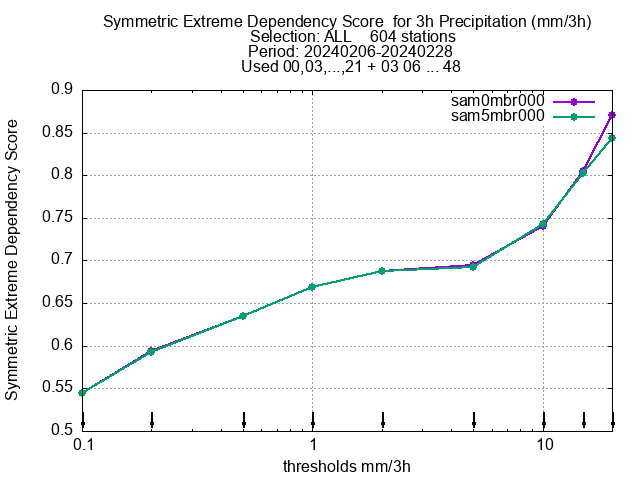 Symmetric Extreme Dependency Score for 3h Precipitation (mm/3h)
Selection: ALL 604 stations
Period: 20240206-20240228
Used 00,03,...,21 + 03 06 ... 48
sam0mbr000
sam5mbr000
0.9
0.85
0.8
0.75
0.7
0.65
0.6
0.55
0.5
Symmetric Extreme Dependency Score
0.1
1
10
thresholds mm/3h